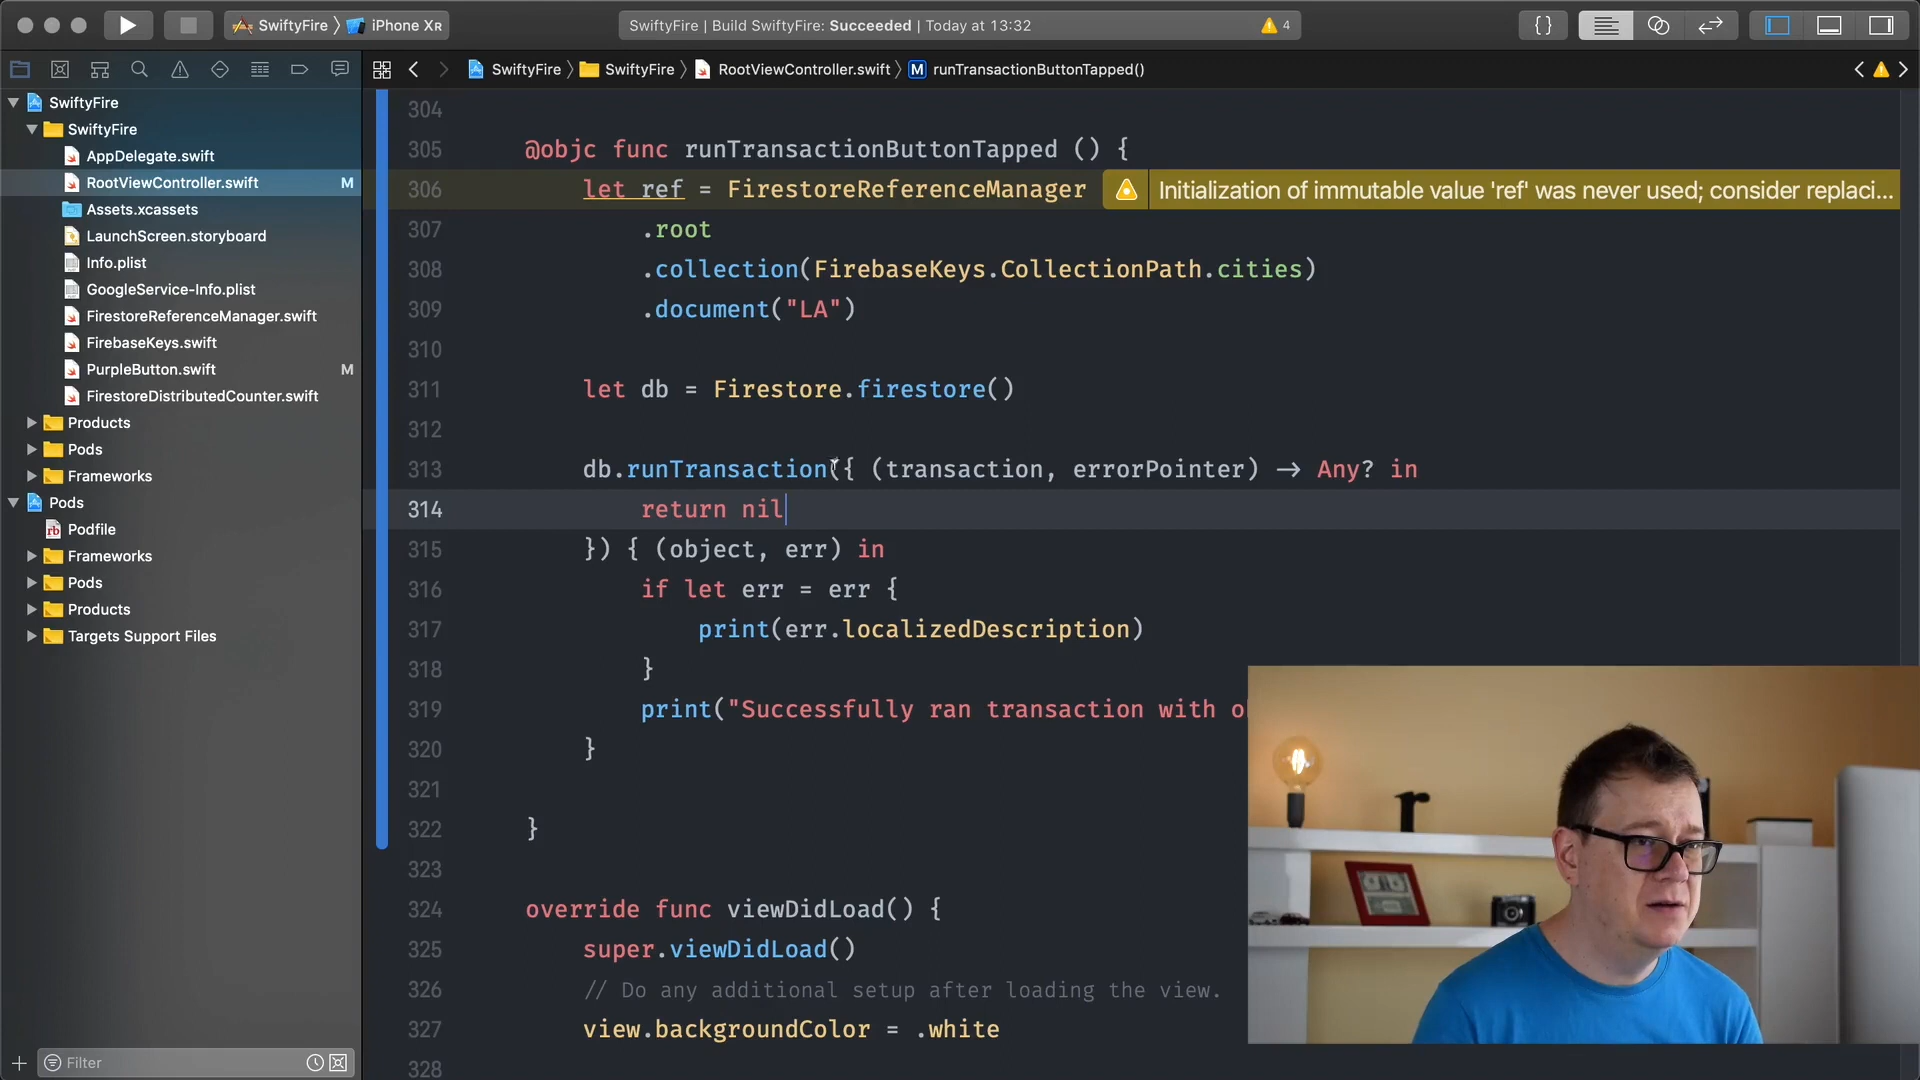 SwiftyFire 〉 iPhone XR
SwiftyFire | Build SwiftyFire: Succeeded | Today at 13:32
4
{}
SwiftyFire 〉 SwiftyFire 〉 RootViewController.swift 〉 M runTransactionButtonTapped()
SwiftyFire
SwiftyFire
AppDelegate.swift
RootViewController.swift M
Assets.xcassets
LaunchScreen.storyboard
Info.plist
GoogleService-Info.plist
FirestoreReferenceManager.swift
FirebaseKeys.swift
PurpleButton.swift M
FirestoreDistributedCounter.swift
Products
Pods
Frameworks
Pods
rb Podfile
Frameworks
Pods
Products
Targets Support Files
+ Filter
304
305 @objc func runTransactionButtonTapped () {
306 let ref = FirestoreReferenceManager Initialization of immutable value 'ref' was never used; consider replaci...
307 .root
308 .collection(FirebaseKeys.CollectionPath.cities)
309 .document("LA")
310
311 let db = Firestore.firestore()
312
313 db.runTransaction({ (transaction, errorPointer) → Any? in
314 return nil
315 }) { (object, err) in
316 if let err = err {
317 print(err.localizedDescription)
318 }
319 print("Successfully ran transaction with
320 }
321
322 }
323
324 override func viewDidLoad() {
325 super.viewDidLoad()
326 // Do any additional setup after loading the view.
327 view.backgroundColor = .white
328